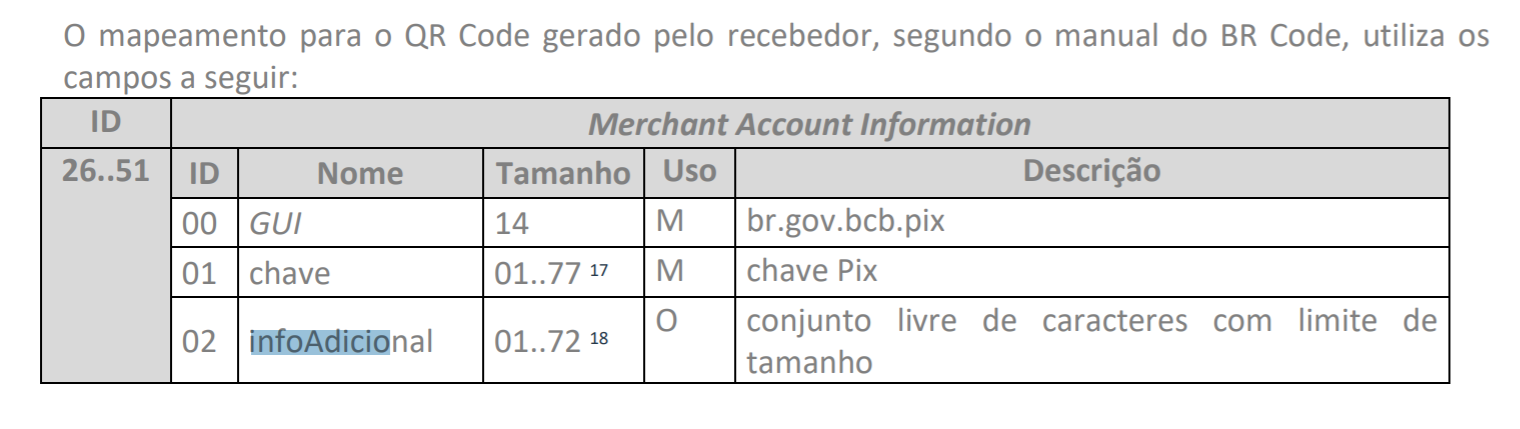 O mapeamento para o QR Code gerado pelo recebedor, segundo o manual do BR Code, utiliza os
campos a seguir:
ID Merchant Account Information
26..51 ID Nome Tamanho Uso Descrição
00 GUI 14 M br.gov.bcb.pix
01 chave 01..77 17 M chave Pix
02 infoAdicional 01..72 18 O conjunto livre de caracteres com limite de
tamanho